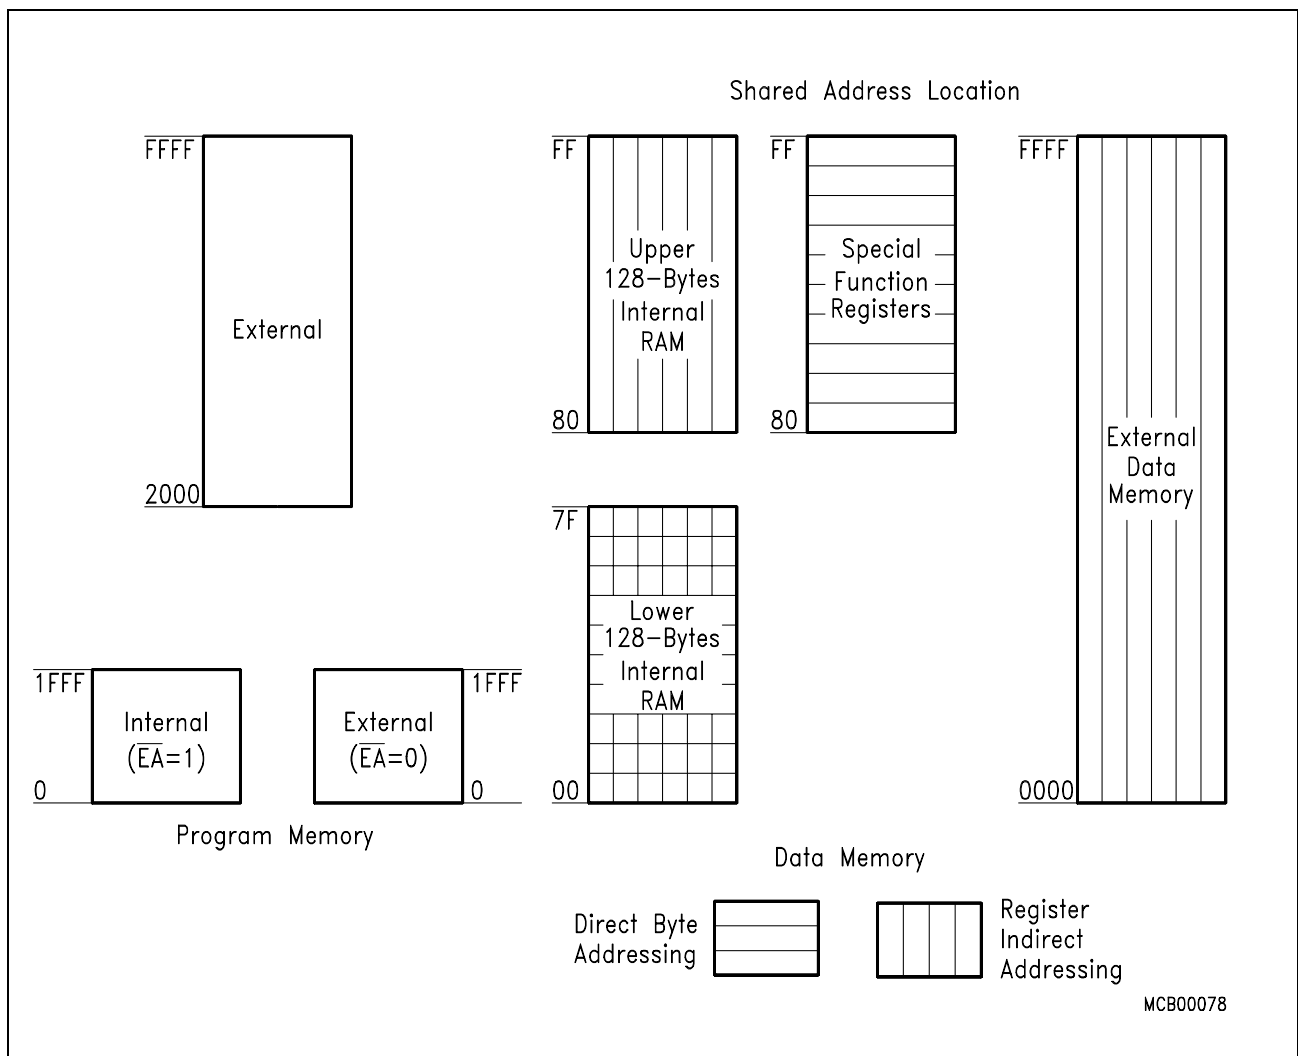 Shared Address Location
FFFF
External
2000
1FFF
Internal
(E̅A̅=1)
0
External
(E̅A̅=0)
1FFF
0
Program Memory
FF
Upper
128-Bytes
Internal
RAM
80
FF
Special
Function
Registers
80
7F
Lower
128-Bytes
Internal
RAM
00
FFFF
External
Data
Memory
0000
Data Memory
Direct Byte
Addressing
Register
Indirect
Addressing
MCB00078